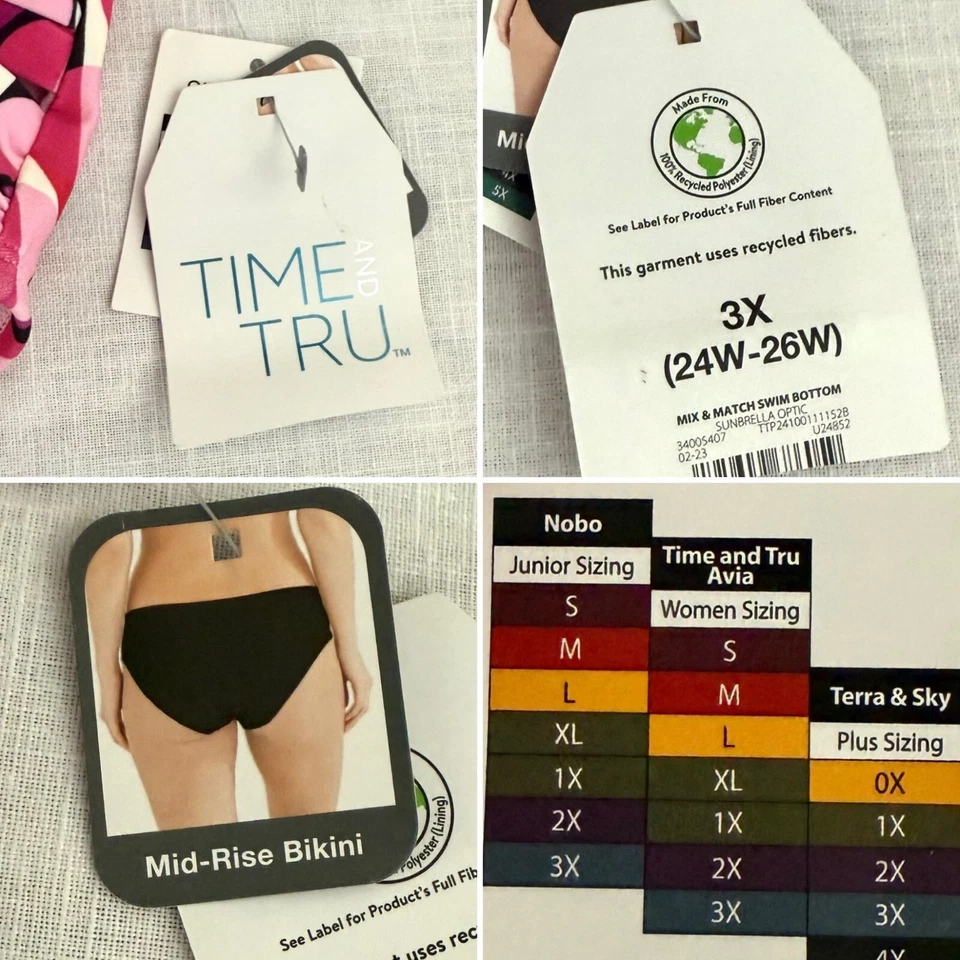 TIME
AND
TRU™
Mi
4X
5X
Made From
100% Recycled Polyester (Lining)
See Label for Product's Full Fiber Content
This garment uses recycled fibers.
3X
(24W-26W)
MIX & MATCH SWIM BOTTOM
SUNBRELLA OPTIC
34005407 TTP24100111152B
02-23 U24852
Mid-Rise Bikini
Polyester (Lining)
See Label for Product's Full Fib
t uses rec
Nobo
Junior Sizing
S
M
L
XL
1X
2X
3X
Time and Tru
Avia
Women Sizing
S
M
L
XL
1X
2X
3X
Terra & Sky
Plus Sizing
0X
1X
2X
3X
4X